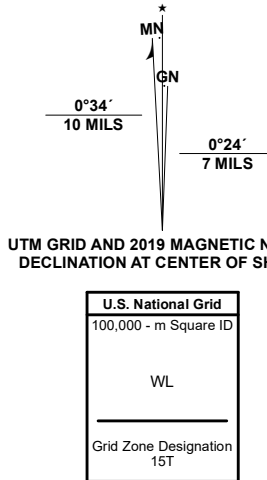 ★
MN
GN
0°34´
10 MILS
0°24´
7 MILS
UTM GRID AND 2019 MAGNETIC
DECLINATION AT CENTER OF
U.S. National Grid
100,000 - m Square ID
WL
Grid Zone Designation
15T